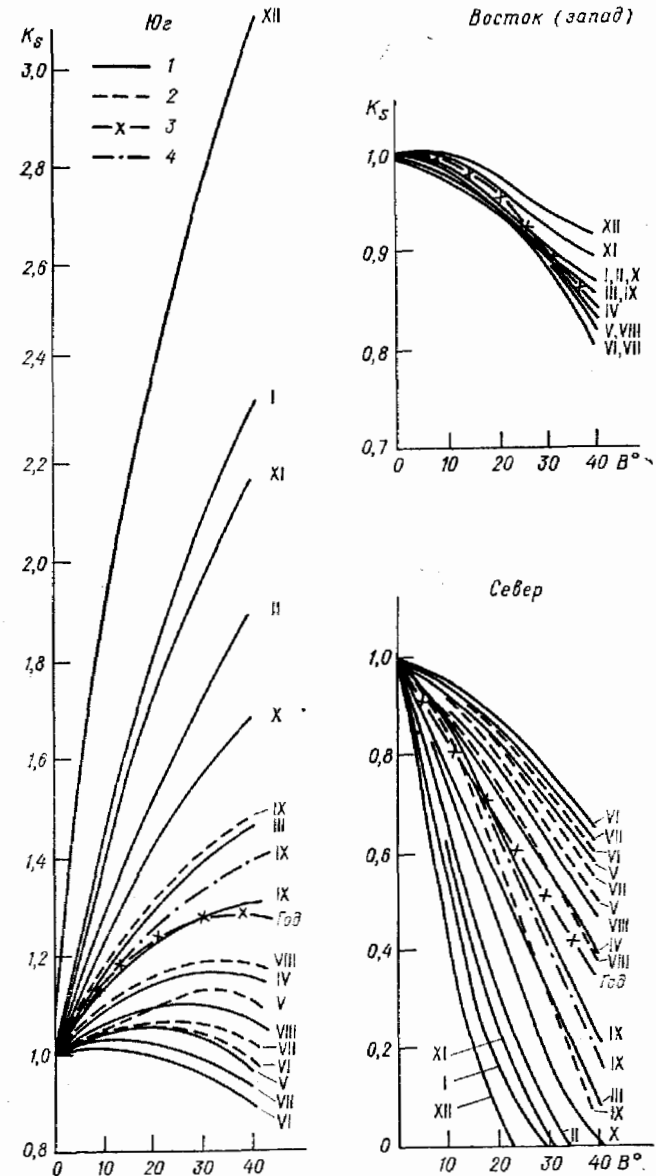 Юг
Ks
1
2
3
4
XII
3,0
2,8
2,6
2,4
2,2
2,0
1,8
1,6
1,4
1,2
1,0
0,8
I
XI
II
X
IX
III
IX
IX
Год
VIII
IV
V
VIII
VII
VI
V
VII
VI
0 10 20 30 40
Восток (запад)
Ks
1,0
0,9
0,8
0,7
XII
XI
I, II, X
III, IX
IV
V, VIII
VI, VII
0 10 20 30 40 В°
Север
1,0
0,8
0,6
0,4
0,2
0
VI
VII
VI
V
VII
V
VIII
IV
VIII
Год
IX
IX
III
IX
X
II
XI
I
XII
10 20 30 40 В°